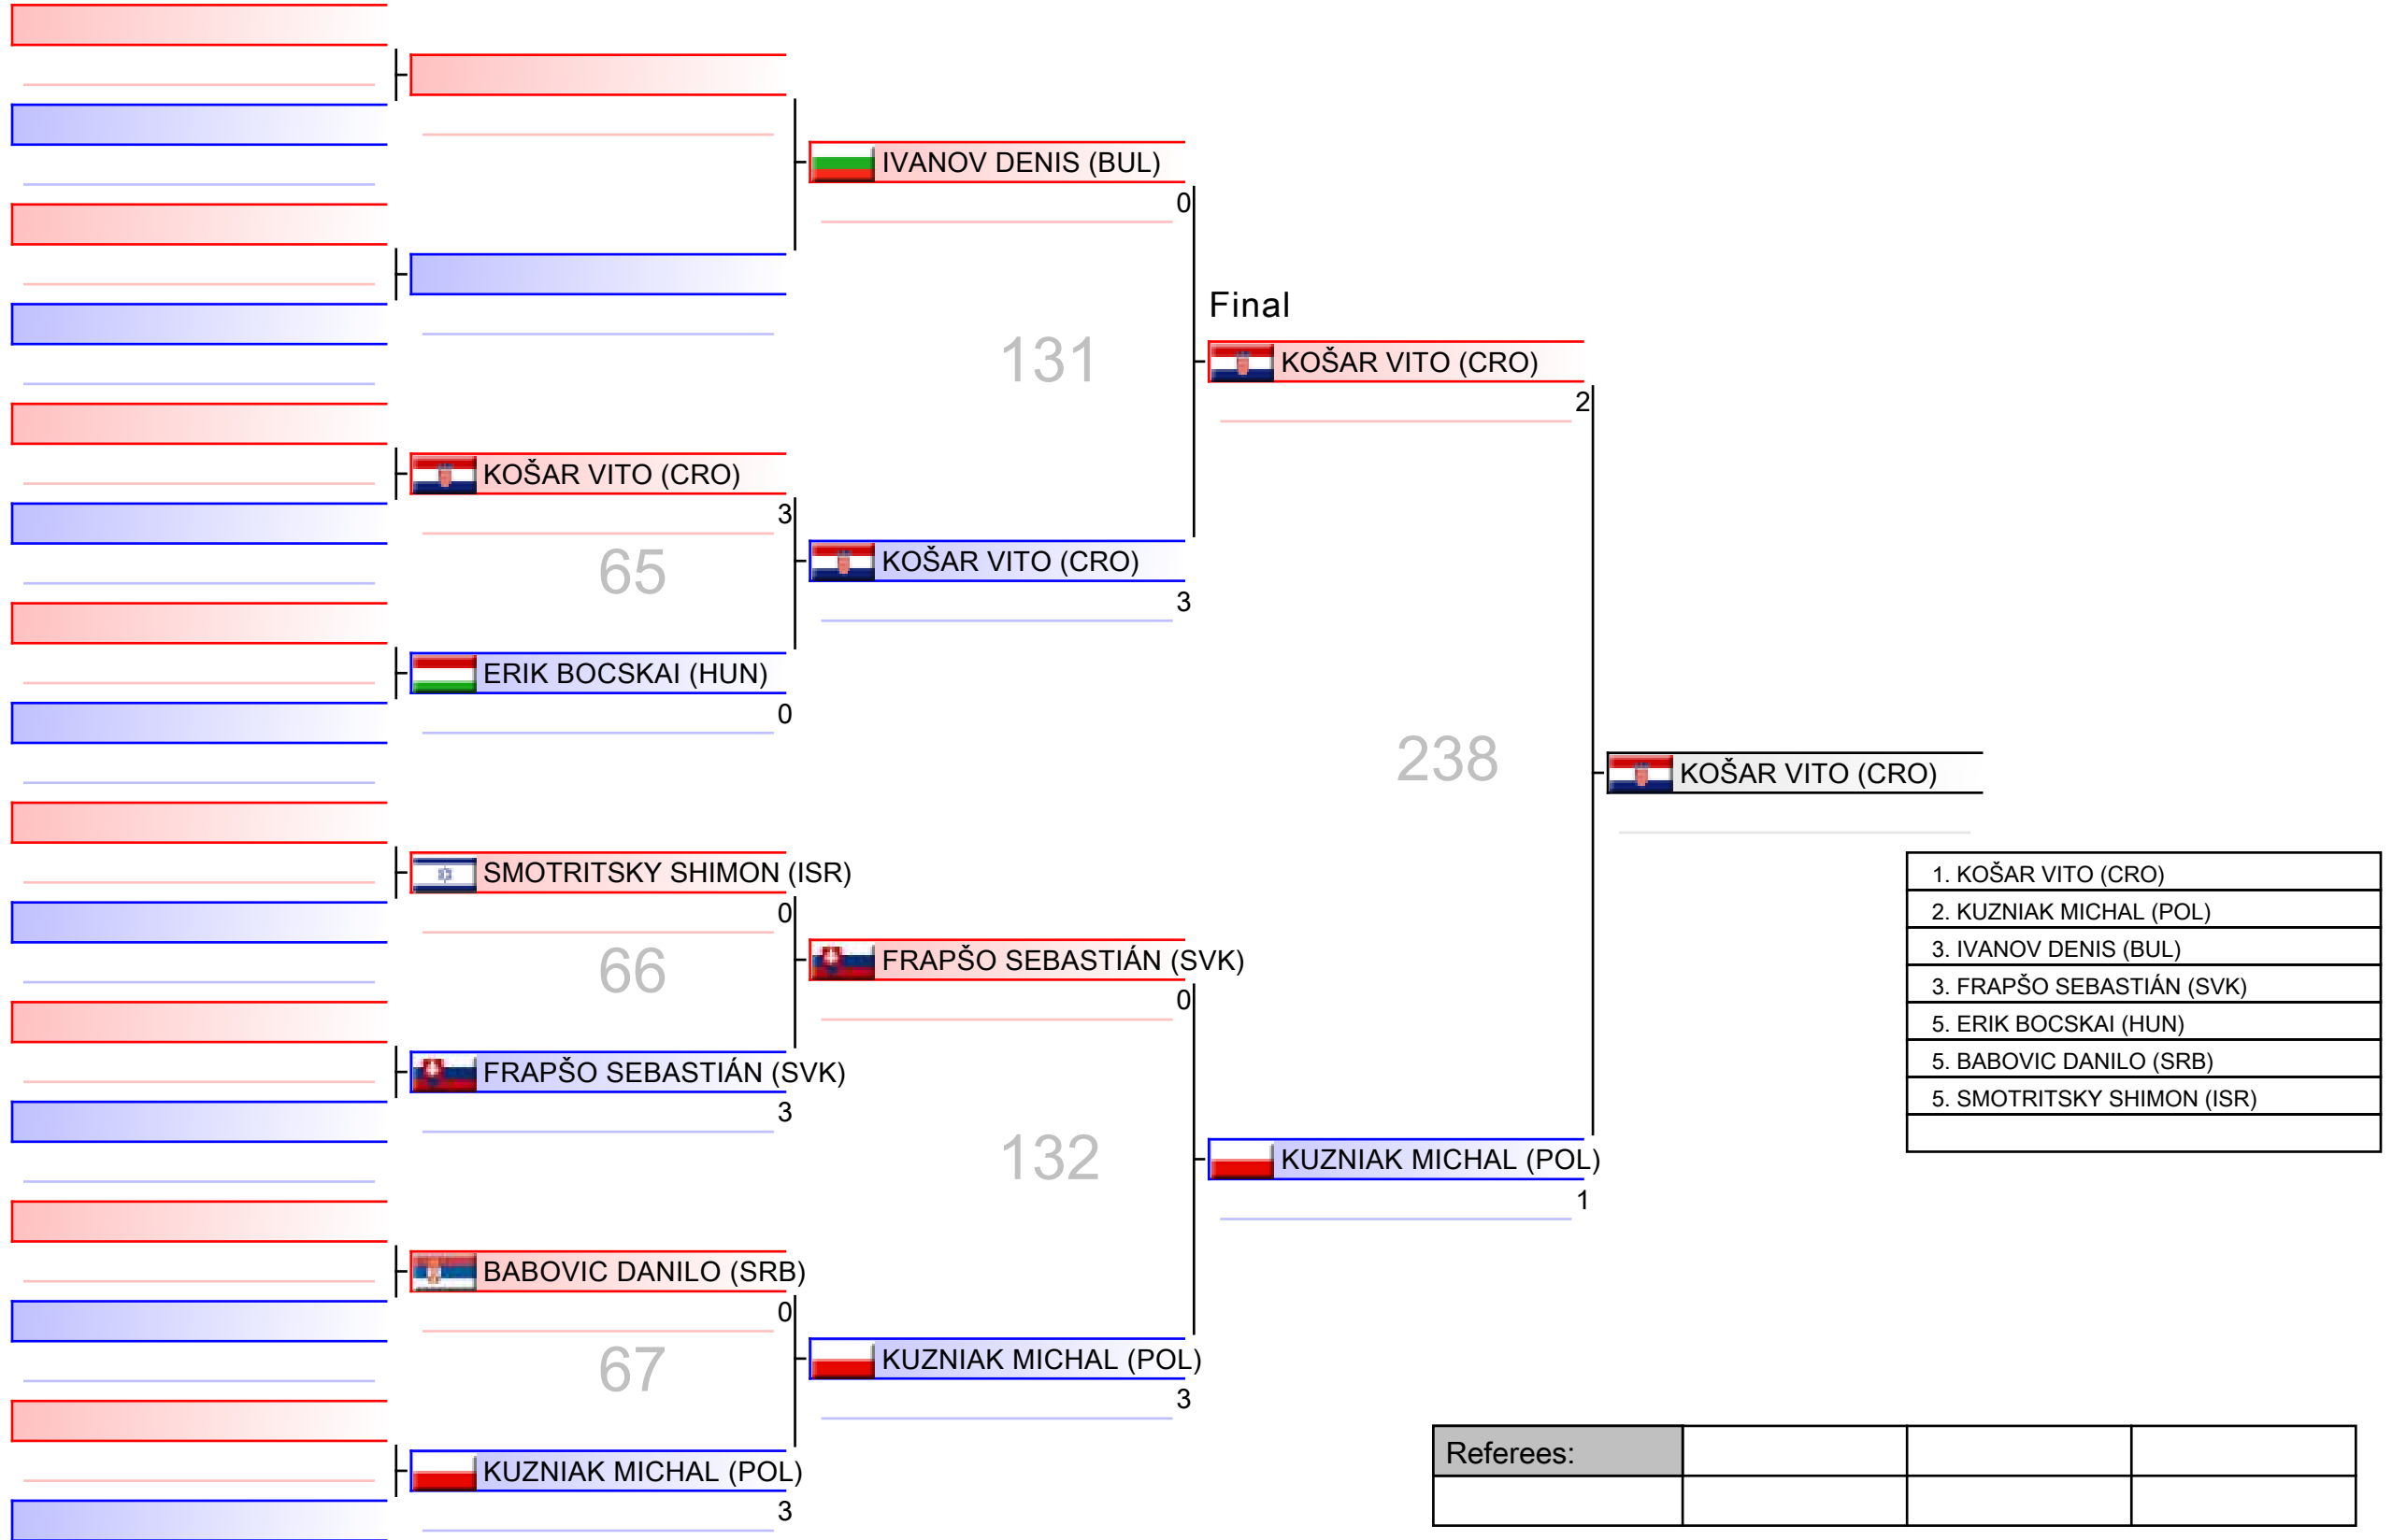 IVANOV DENIS (BUL)
0
131
Final
KOŠAR VITO (CRO)
2
KOŠAR VITO (CRO)
3
65
KOŠAR VITO (CRO)
3
ERIK BOCSKAI (HUN)
0
238
KOŠAR VITO (CRO)
SMOTRITSKY SHIMON (ISR)
0
66
FRAPŠO SEBASTIÁN (SVK)
0
FRAPŠO SEBASTIÁN (SVK)
3
132
KUZNIAK MICHAL (POL)
1
BABOVIC DANILO (SRB)
0
67
KUZNIAK MICHAL (POL)
3
KUZNIAK MICHAL (POL)
3
1. KOŠAR VITO (CRO)
2. KUZNIAK MICHAL (POL)
3. IVANOV DENIS (BUL)
3. FRAPŠO SEBASTIÁN (SVK)
5. ERIK BOCSKAI (HUN)
5. BABOVIC DANILO (SRB)
5. SMOTRITSKY SHIMON (ISR)
Referees: